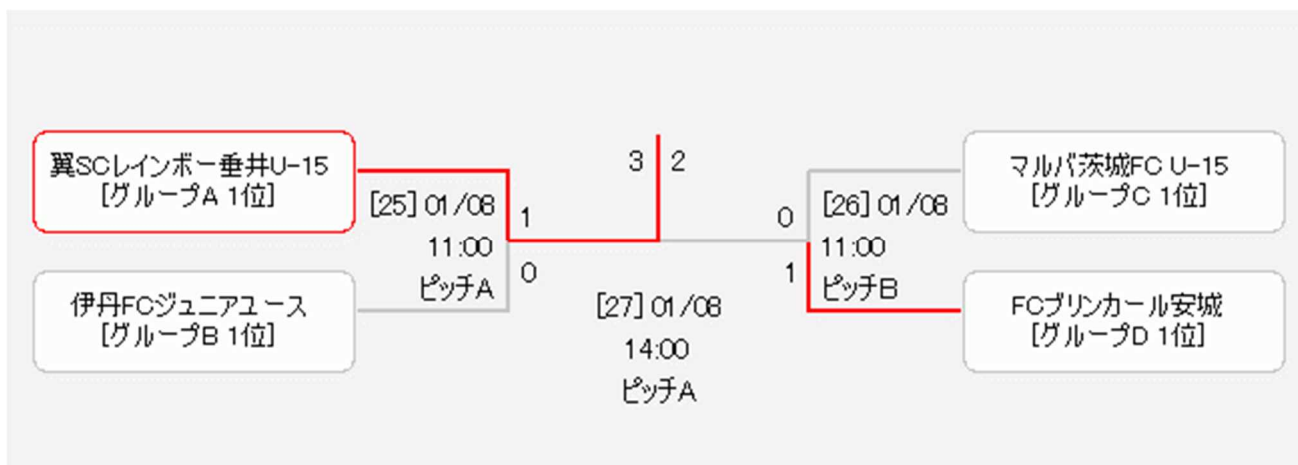 翼SCレインボー垂井U-15
[グループA 1位]
伊丹FCジュニアユース
[グループB 1位]
[25] 01/08
11:00
ピッチA
1
0
3
2
[27] 01/08
14:00
ピッチA
0
1
[26] 01/08
11:00
ピッチB
マルバ茨城FC U-15
[グループC 1位]
FCブリンカール安城
[グループD 1位]